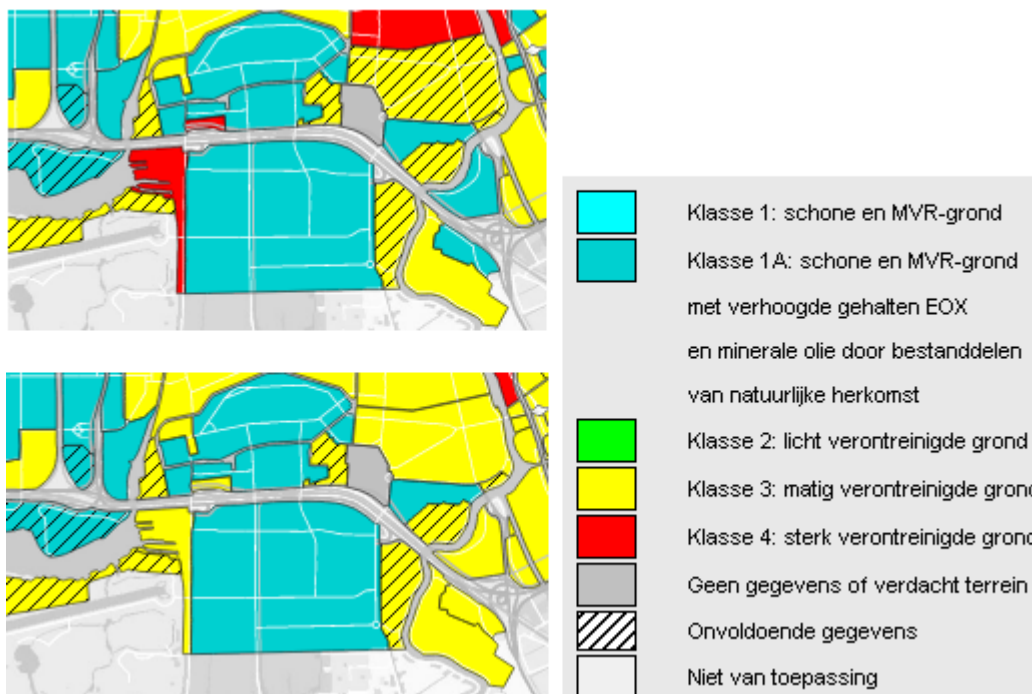 Klasse 1: schone en MVR-grond
Klasse 1A: schone en MVR-grond
met verhoogde gehalten EOX
en minerale olie door bestanddelen
van natuurlijke herkomst
Klasse 2: licht verontreinigde grond
Klasse 3: matig verontreinigde grond
Klasse 4: sterk verontreinigde grond
Geen gegevens of verdacht terrein
Onvoldoende gegevens
Niet van toepassing